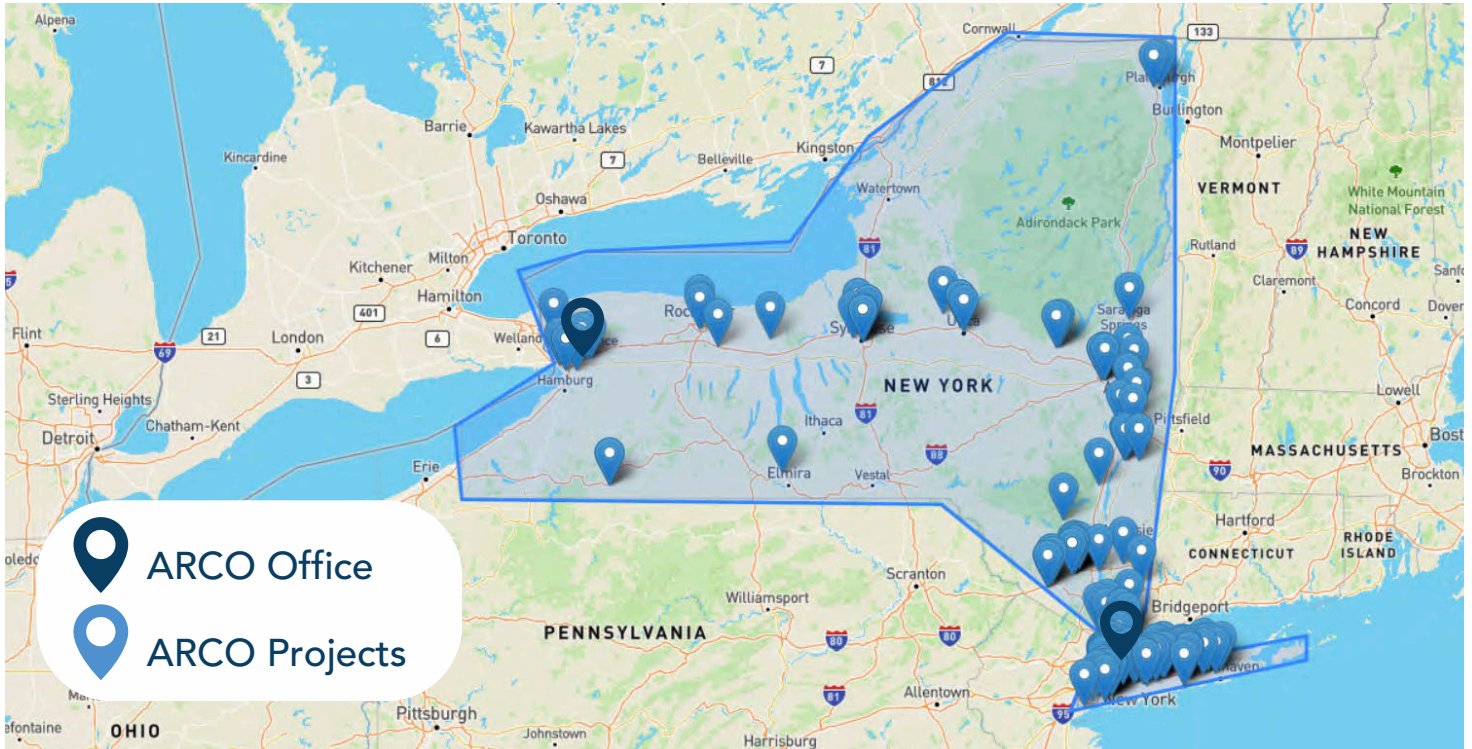 Alpena
Cornwall
133
7
812
Plattsburgh
Burlington
Barrie
Kawartha Lakes
Kingston
Montpelier
Kincardine
7
Belleville
VERMONT
White Mountain
National Forest
Watertown
Oshawa
Adirondack Park
NEW
HAMPSHIRE
Toronto
81
Rutland
89
Kitchener
Milton
Claremont
Hamilton
Concord
Dover
401
Saratoga
Springs
Flint
21
London
6
Welland
69
Hamburg
NEW YORK
3
Lowell
Sterling Heights
Chatham-Kent
81
Ithaca
Pittsfield
Detroit
Bost
88
MASSACHUSETTS
Erie
Elmira
Vestal
90
Brockton
Hartford
RHODE
ISLAND
CONNECTICUT
ARCO Office
Scranton
Williamsport
Bridgeport
PENNSYLVANIA
80
80
ARCO Projects
haven
81
Allentown
New York
95
Pittsburgh
efontaine
OHIO
Johnstown
Harrisburg